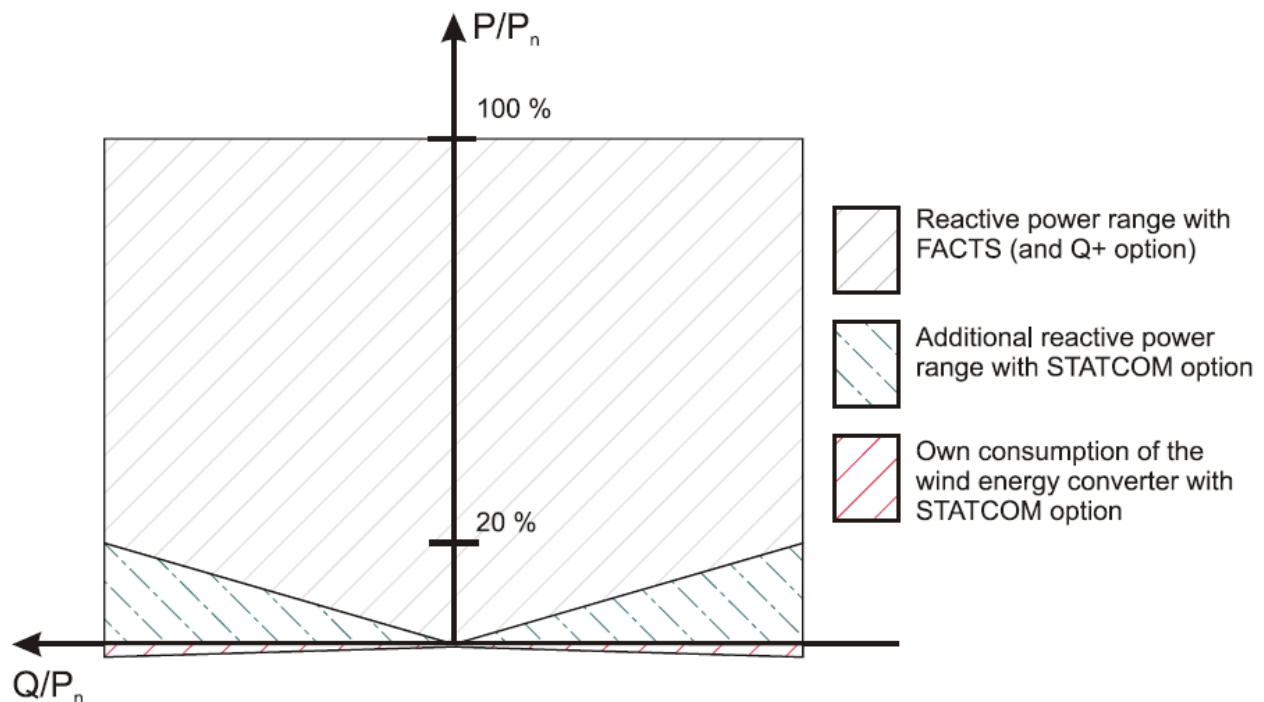 P/Pn
100 %
Reactive power range with
FACTS (and Q+ option)
Additional reactive power
range with STATCOM option
Own consumption of the
wind energy converter with
STATCOM option
20 %
Q/Pn